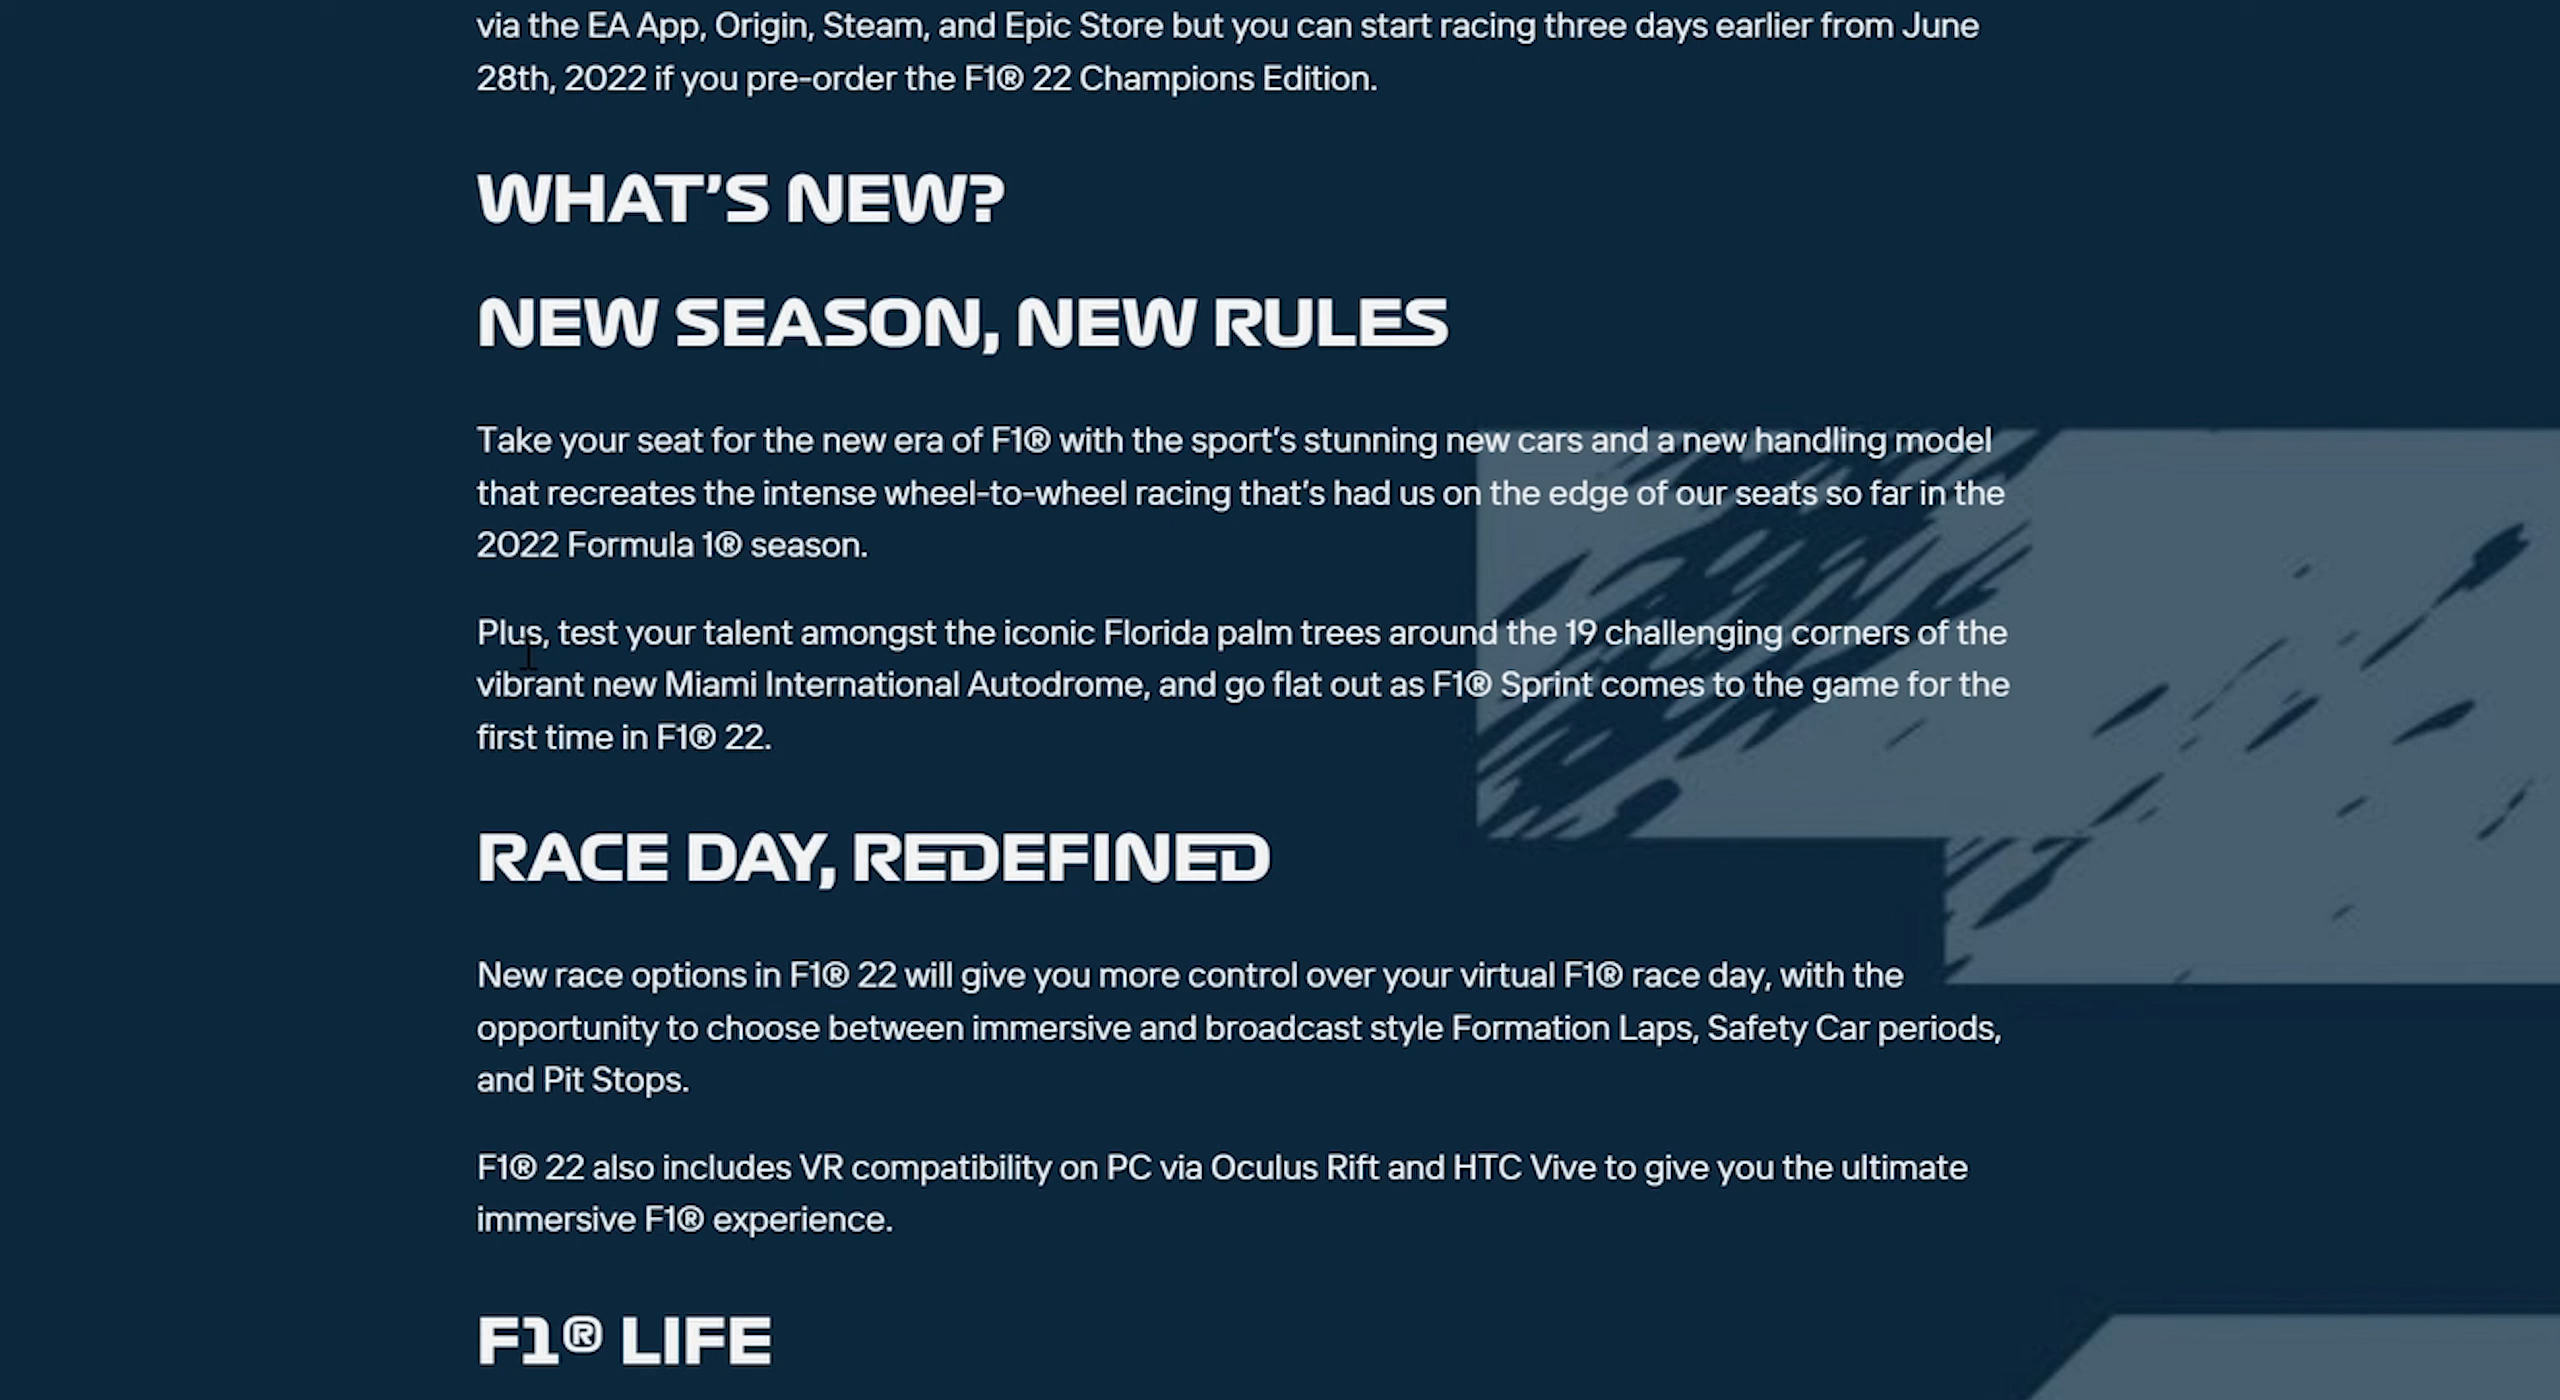 via the EA App, Origin, Steam, and Epic Store but you can start racing three days earlier from June
28th, 2022 if you pre-order the F1® 22 Champions Edition.
WHAT'S NEW?
NEW SEASON, NEW RULES
Take your seat for the new era of F1® with the sport's stunning new cars and a new handling model
that recreates the intense wheel-to-wheel racing that's had us on the edge of our seats so far in the
2022 Formula 1® season.
Plus, test your talent amongst the iconic Florida palm trees around the 19 challenging corners of the
vibrant new Miami International Autodrome, and go flat out as F1® Sprint comes to the game for the
first time in F1® 22.
RACE DAY, REDEFINED
New race options in F1® 22 will give you more control over your virtual F1® race day, with the
opportunity to choose between immersive and broadcast style Formation Laps, Safety Car periods,
and Pit Stops.
F1® 22 also includes VR compatibility on PC via Oculus Rift and HTC Vive to give you the ultimate
immersive F1® experience.
F1® LIFE